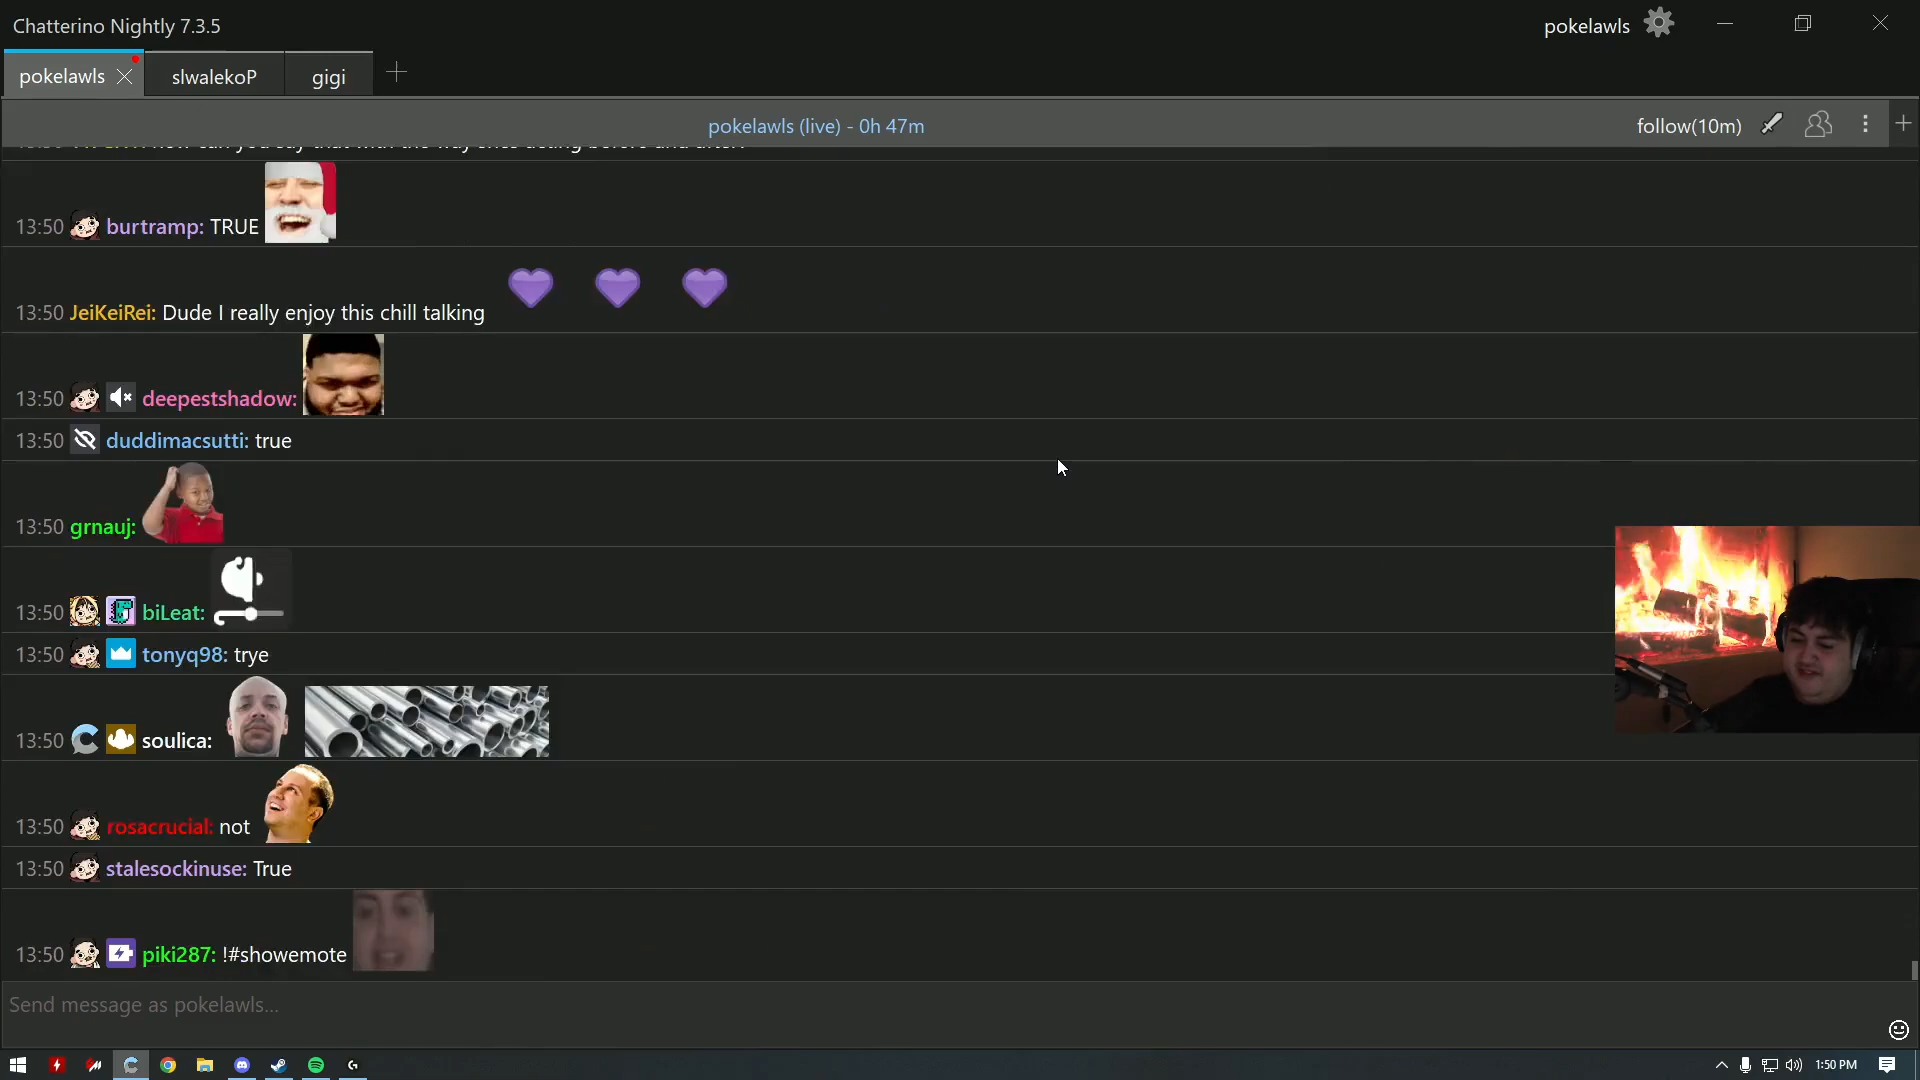 Chatterino Nightly 7.3.5
pokelawls
pokelawls
slwalekoP
gigi
pokelawls (live) - 0h 47m
follow(10m)
13:50 burtramp: TRUE
13:50 JeiKeiRei: Dude I really enjoy this chill talking
13:50 deepestshadow:
13:50 duddimacsutti: true
13:50 grnauj:
13:50 biLeat:
13:50 tonyq98: trye
13:50 soulica:
13:50 rosacrucial: not
13:50 stalesockinuse: True
13:50 piki287: !#showemote
Send message as pokelawls...
1:50 PM